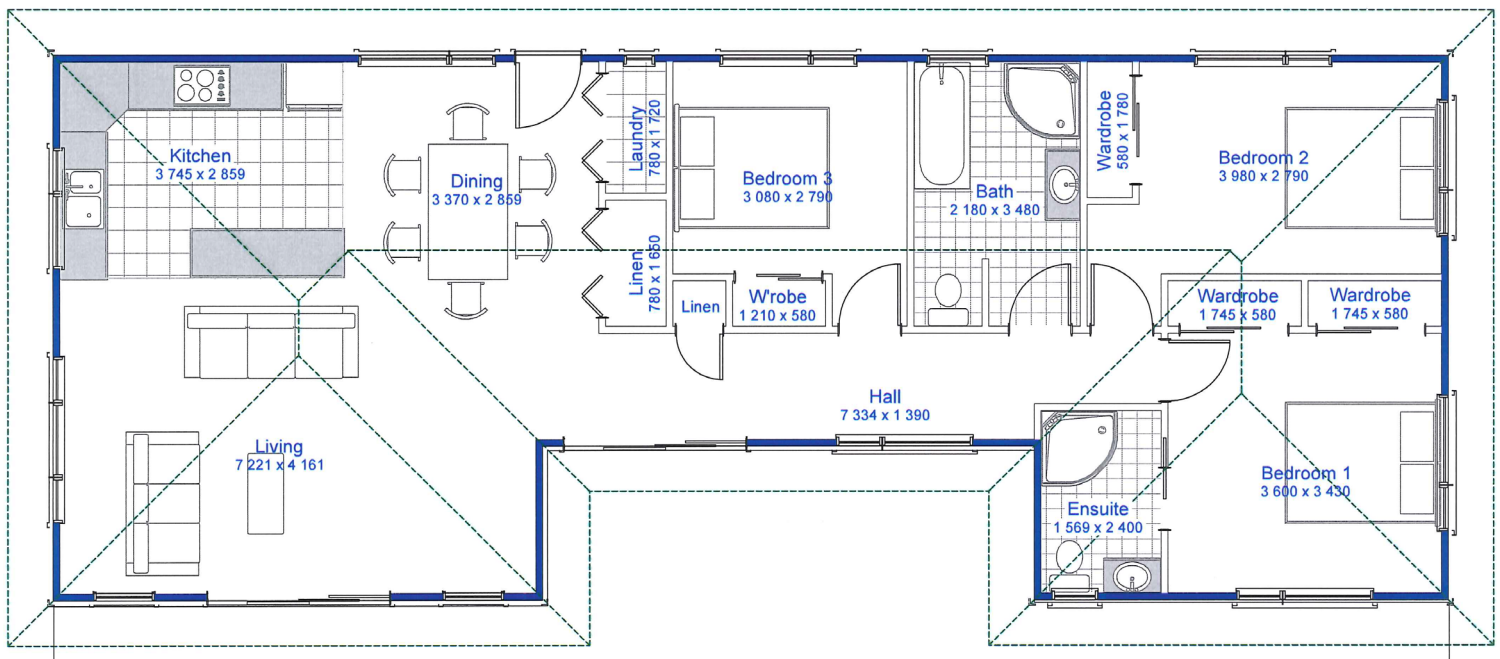 Kitchen
3 745 x 2 859
Dining
3 370 x 2 859
Laundry
780 x 1 720
Linen
780 x 1 650
Bedroom 3
3 080 x 2 790
Linen
W'robe
1 210 x 580
Bath
2 180 x 3 480
Wardrobe
580 x 1 780
Bedroom 2
3 980 x 2 790
Wardrobe
1 745 x 580
Wardrobe
1 745 x 580
Hall
7 334 x 1 390
Living
7 221 x 4 161
Ensuite
1 569 x 2 400
Bedroom 1
3 600 x 3 430